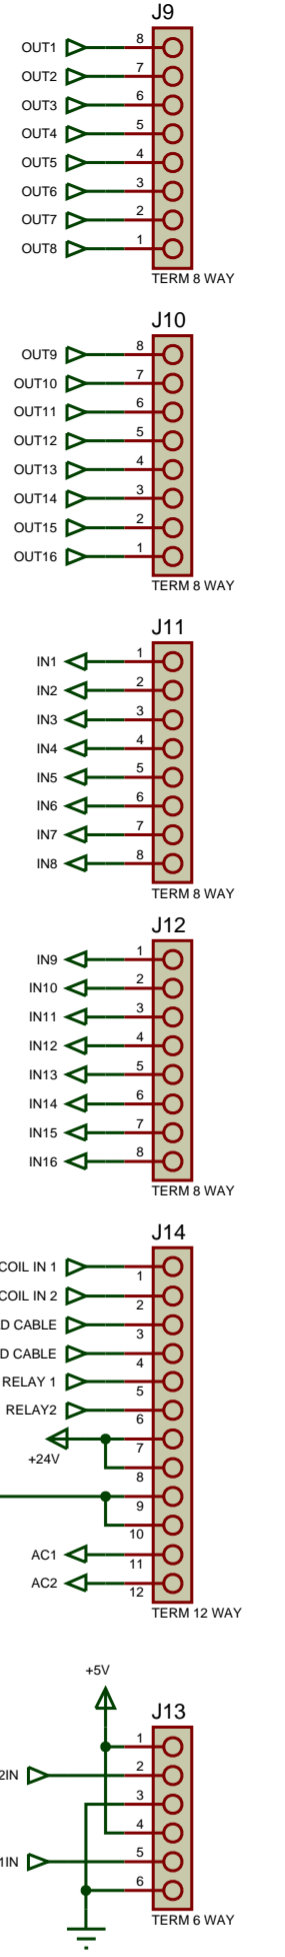 J9
OUT1 8
OUT2 7
OUT3 6
OUT4 5
OUT5 4
OUT6 3
OUT7 2
OUT8 1
TERM 8 WAY
J10
OUT9 8
OUT10 7
OUT11 6
OUT12 5
OUT13 4
OUT14 3
OUT15 2
OUT16 1
TERM 8 WAY
J11
IN1 1
IN2 2
IN3 3
IN4 4
IN5 5
IN6 6
IN7 7
IN8 8
TERM 8 WAY
J12
IN9 1
IN10 2
IN11 3
IN12 4
IN13 5
IN14 6
IN15 7
IN16 8
TERM 8 WAY
J14
COIL IN 1 1
COIL IN 2 2
D CABLE 3
D CABLE 4
RELAY 1 5
RELAY2 6
+24V 7
8
9
10
AC1 11
AC2 12
TERM 12 WAY
+5V
J13
1
2IN 2
3
4
1IN 5
6
TERM 6 WAY